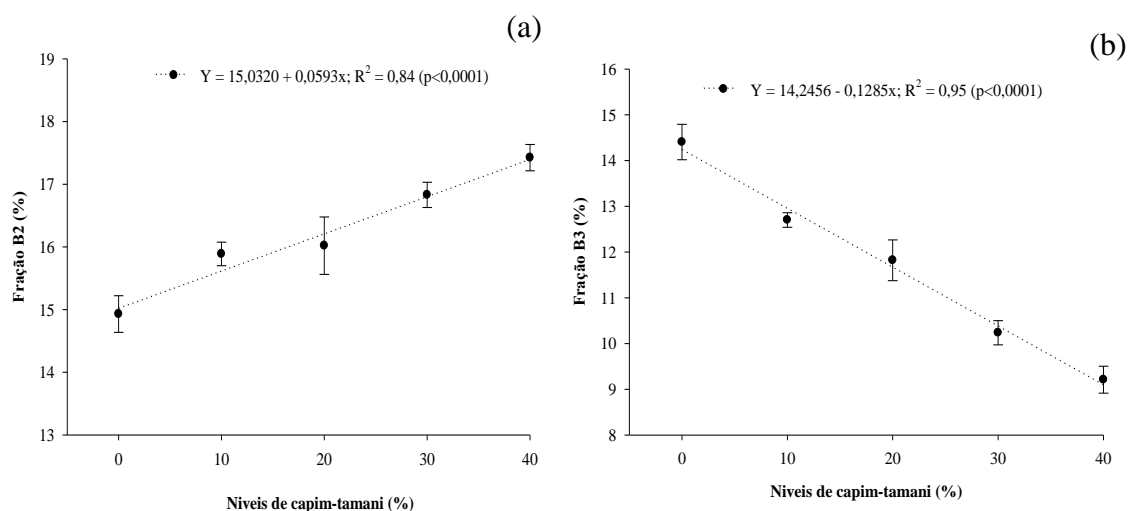 (a)
Y = 15,0320 + 0,0593x; R² = 0,84 (p<0,0001)
19
18
17
16
15
14
13
Fração B2 (%)
0 10 20 30 40
Niveis de capim-tamani (%)
(b)
Y = 14,2456 - 0,1285x; R² = 0,95 (p<0,0001)
16
15
14
13
12
11
10
9
8
Fração B3 (%)
0 10 20 30 40
Niveis de capim-tamani (%)